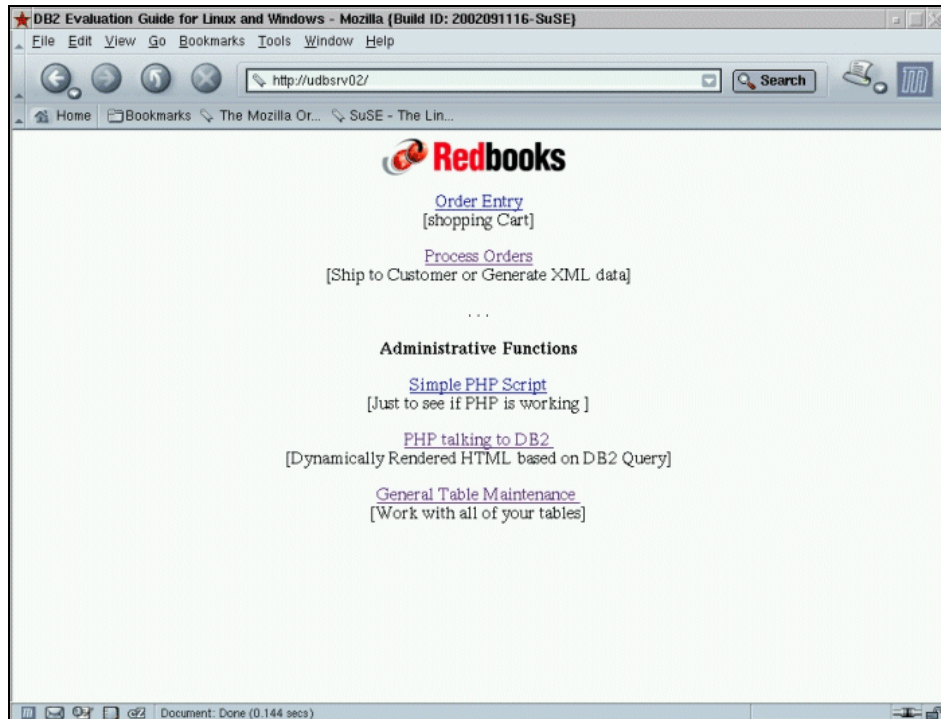 DB2 Evaluation Guide for Linux and Windows - Mozilla {Build ID: 2002091116-SuSE}
File Edit View Go Bookmarks Tools Window Help
http://udbsrv02/ Search
Home Bookmarks The Mozilla Or... SuSE - The Lin...
Redbooks
Order Entry
[shopping Cart]
Process Orders
[Ship to Customer or Generate XML data]
. . .
Administrative Functions
Simple PHP Script
[Just to see if PHP is working ]
PHP talking to DB2
[Dynamically Rendered HTML based on DB2 Query]
General Table Maintenance
[Work with all of your tables]
Document: Done (0.144 secs)